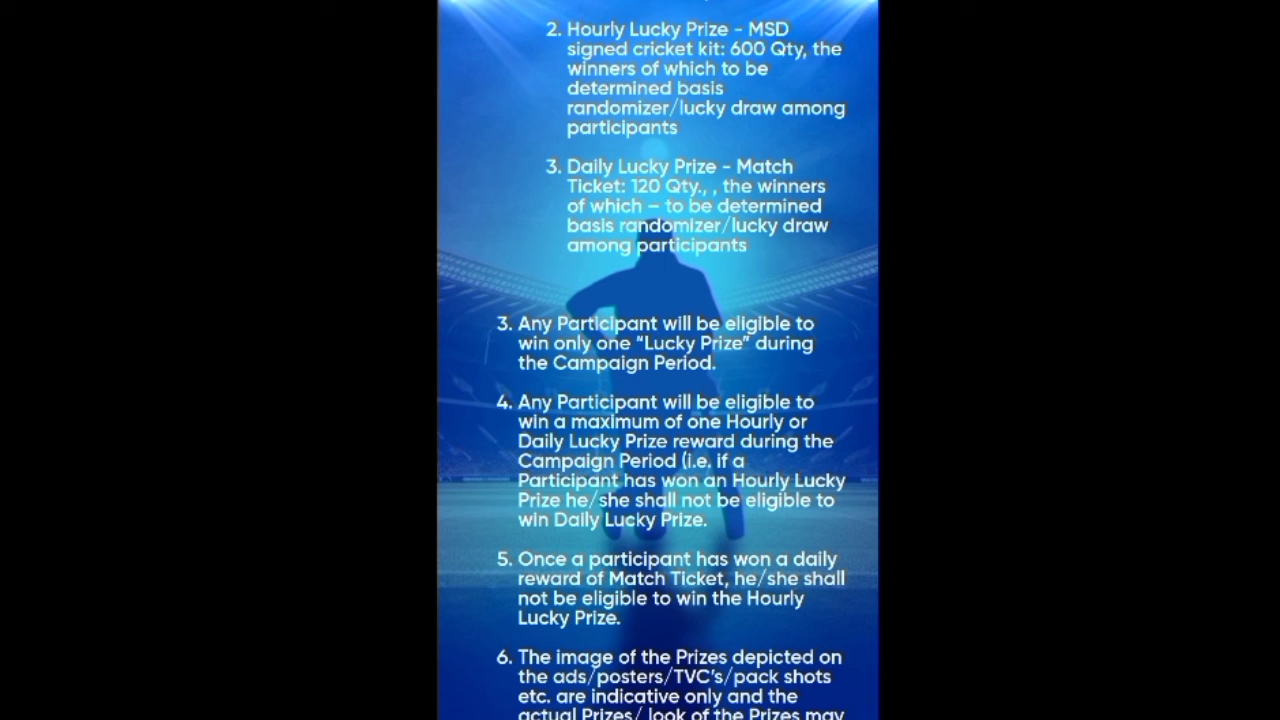 2. Hourly Lucky Prize - MSD
signed cricket kit: 600 Qty, the
winners of which to be
determined basis
randomizer/lucky draw among
participants
3. Daily Lucky Prize - Match
Ticket: 120 Qty., , the winners
of which – to be determined
basis randomizer/lucky draw
among participants
3. Any Participant will be eligible to
win only one “Lucky Prize” during
the Campaign Period.
4. Any Participant will be eligible to
win a maximum of one Hourly or
Daily Lucky Prize reward during the
Campaign Period (i.e. if a
Participant has won an Hourly Lucky
Prize he/she shall not be eligible to
win Daily Lucky Prize.
5. Once a participant has won a daily
reward of Match Ticket, he/she shall
not be eligible to win the Hourly
Lucky Prize.
6. The image of the Prizes depicted on
the ads/posters/TVC’s/pack shots
etc. are indicative only and the
actual Prizes/ look of the Prizes may